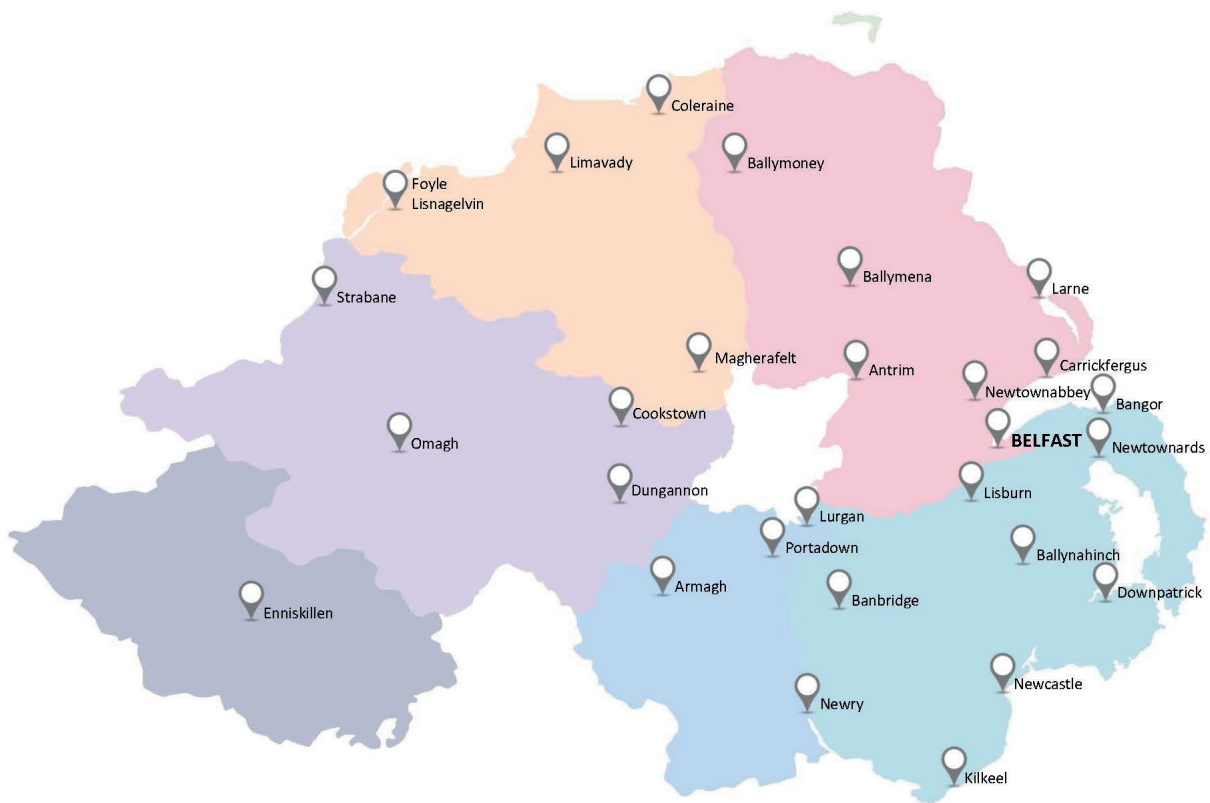 Coleraine
Limavady
Ballymoney
Foyle
Lisnagelvin
Ballymena
Strabane
Larne
Magherafelt
Antrim
Carrickfergus
Newtownabbey
Bangor
Cookstown
Omagh
BELFAST
Newtownards
Dungannon
Lisburn
Lurgan
Portadown
Ballynahinch
Armagh
Banbridge
Downpatrick
Enniskillen
Newcastle
Newry
Kilkeel